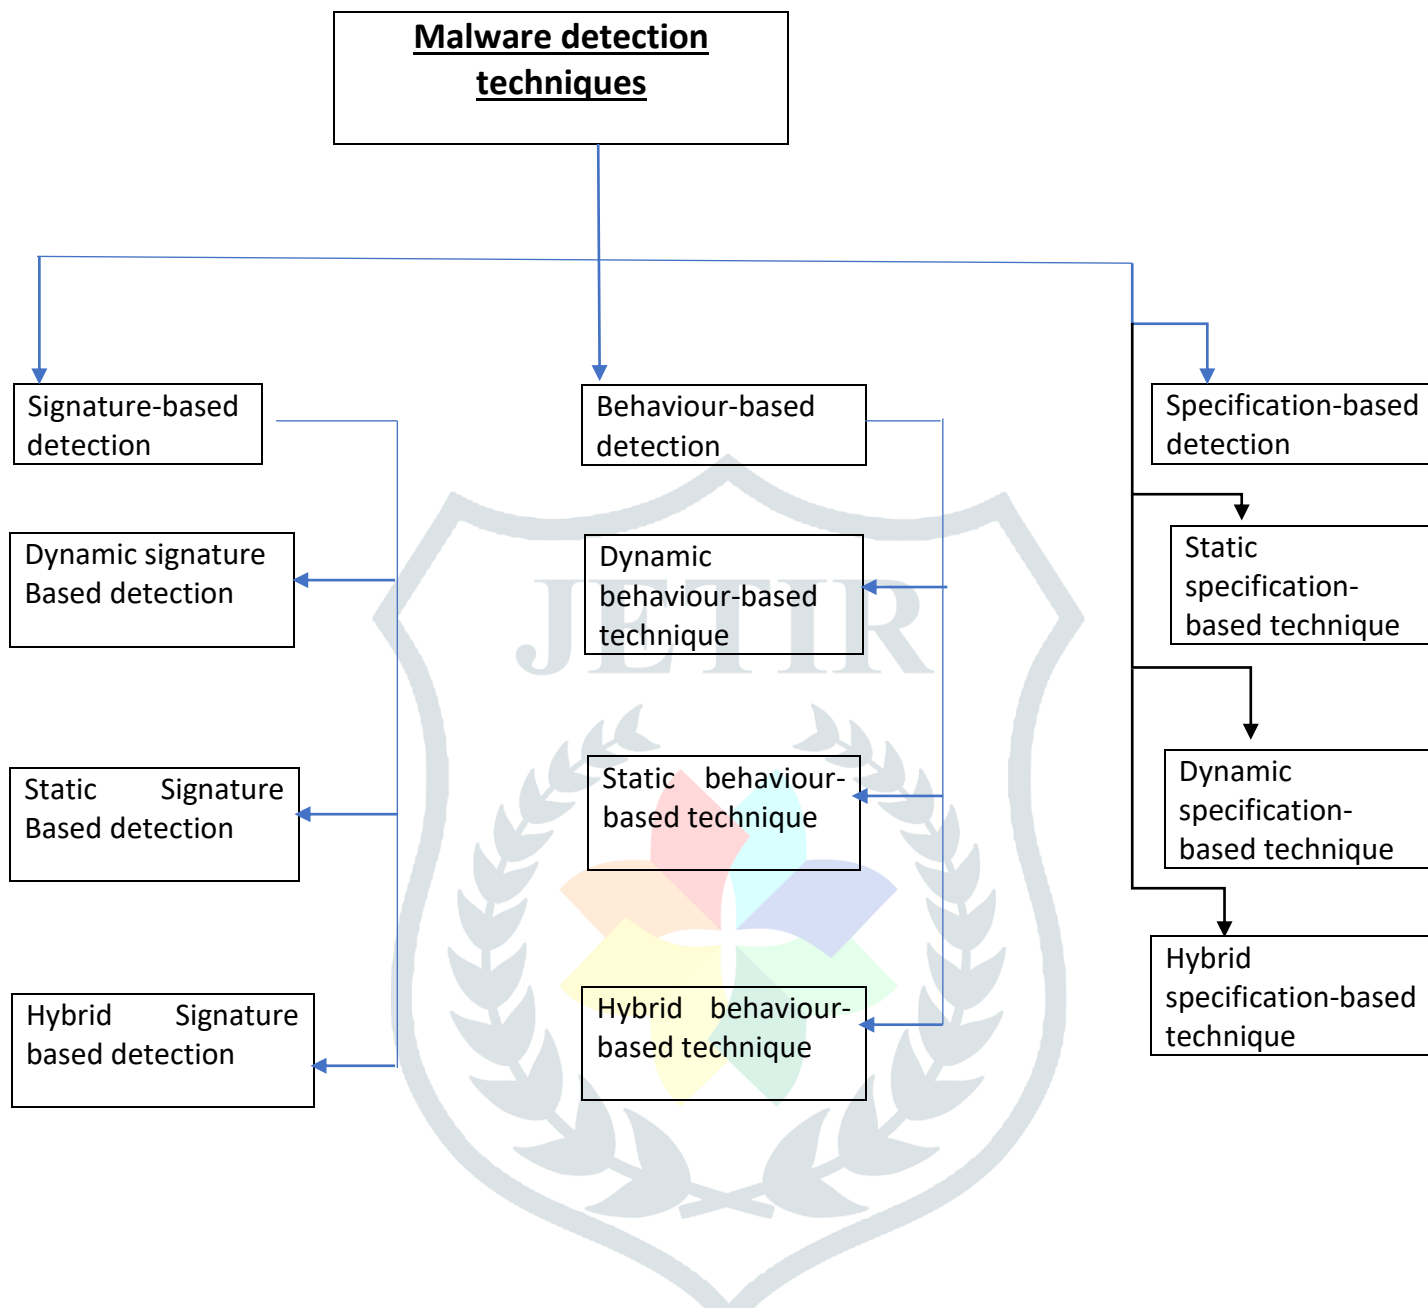 Malware detection
techniques
Signature-based
detection
Behaviour-based
detection
Specification-based
detection
Dynamic signature
Based detection
Dynamic
behaviour-based
technique
Static
specification-
based technique
Static Signature
Based detection
Static behaviour-
based technique
Dynamic
specification-
based technique
Hybrid Signature
based detection
Hybrid behaviour-
based technique
Hybrid
specification-based
technique
JETIR